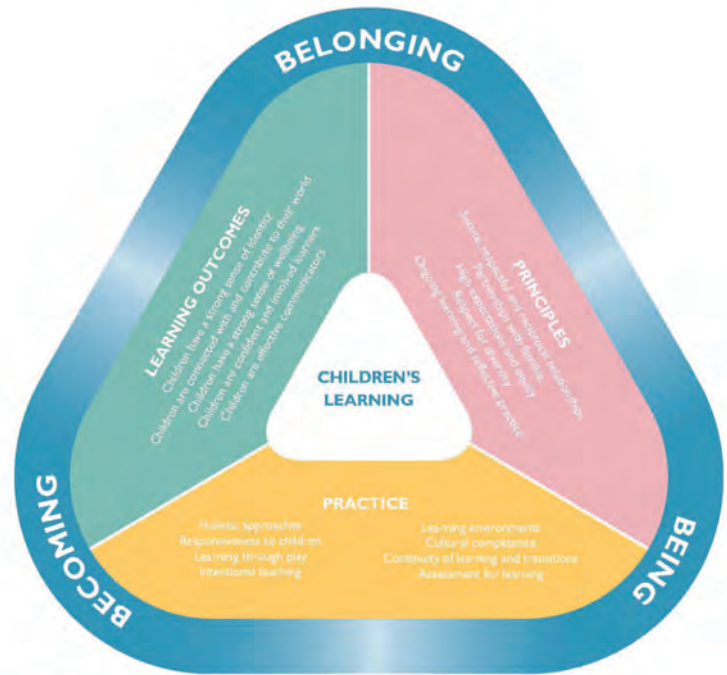 BELONGING
LEARNING OUTCOMES
Children have a strong sense of identity
Children are connected with and contribute to their world
Children have a strong sense of wellbeing
Children are confident and involved learners
Children are effective communicators
PRINCIPLES
Secure, respectful and reciprocal relationships
Partnerships with families
High expectations and equity
Respect for diversity
Ongoing learning and reflective practice
CHILDREN'S
LEARNING
PRACTICE
Holistic approaches
Responsiveness to children
Learning through play
Intentional teaching
Learning environments
Cultural competence
Continuity of learning and transitions
Assessment for learning
BECOMING
BEING